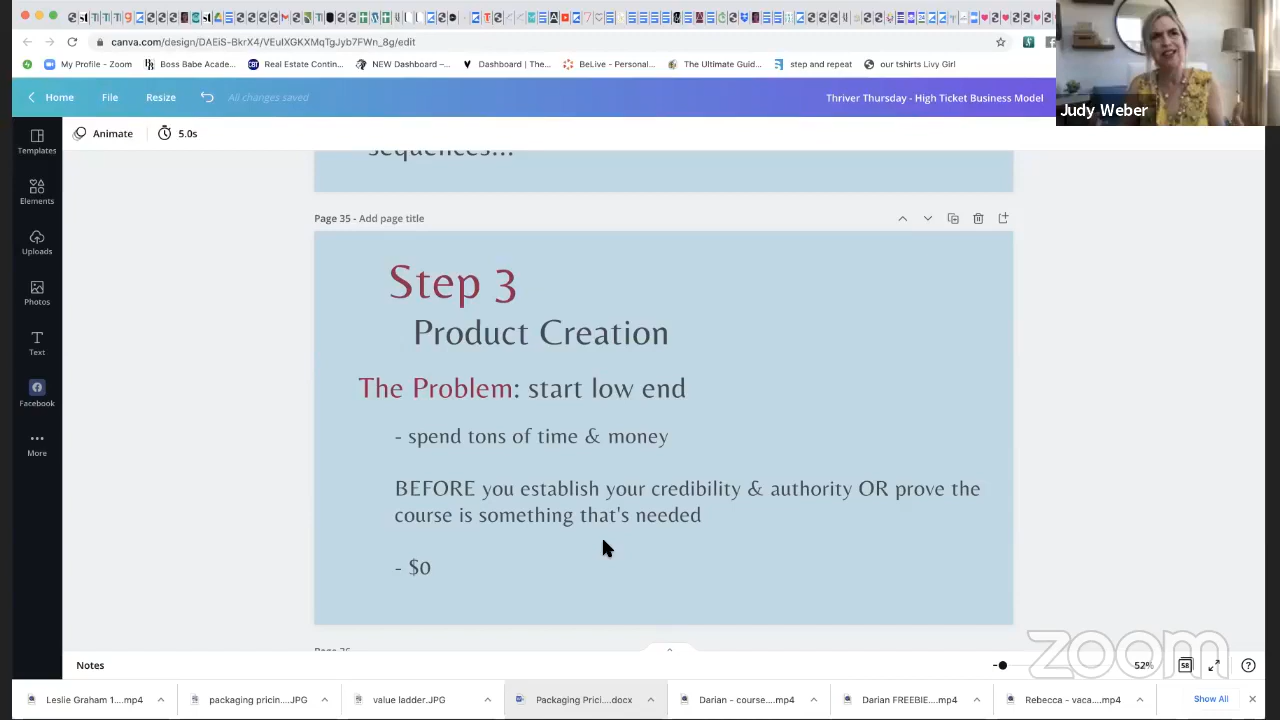 canva.com/design/DAEiS-BkrX4/VEuIXGKXMqTgJyb7FWn_8g/edit
My Profile - Zoom
Boss Babe Acade...
Real Estate Contin...
NEW Dashboard –...
Dashboard | The...
BeLive - Personal...
The Ultimate Guid...
step and repeat
our tshirts Livy Girl
Home
File
Resize
All changes saved
Thriver Thursday - High Ticket Business Model
Judy Weber
Animate
5.0s
Templates
Elements
Uploads
Photos
Text
Facebook
More
sequences...
Page 35 - Add page title
Step 3
Product Creation
The Problem: start low end
- spend tons of time & money
BEFORE you establish your credibility & authority OR prove the
course is something that's needed
- $0
Page 36
zoom
Notes
52%
58
Leslie Graham 1....mp4
packaging pricin....JPG
value ladder.JPG
Packaging Prici....docx
Darian - course....mp4
Darian FREEBIE....mp4
Rebecca - vaca....mp4
Show All